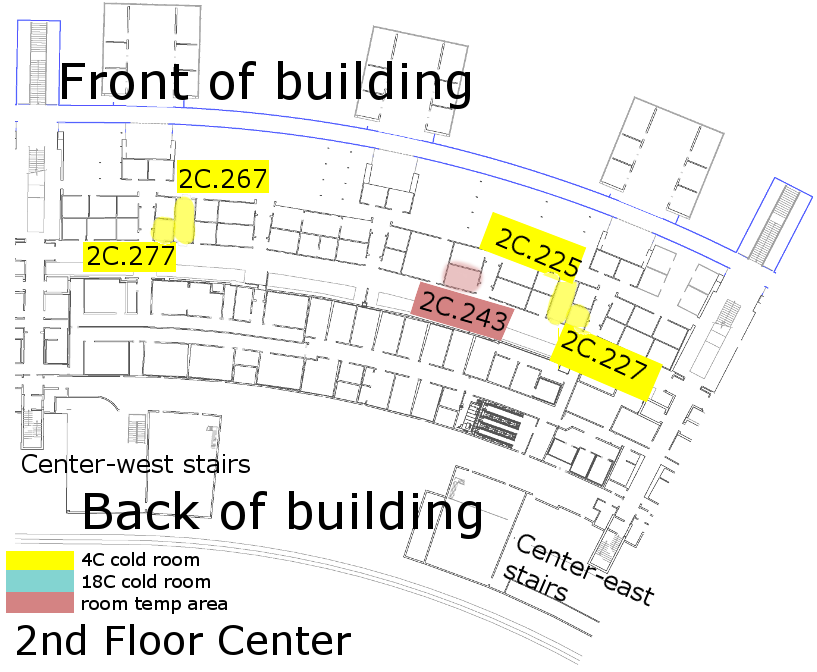 Front of building
2C.267
2C.225
2C.277
2C.243
2C.227
Center-west stairs
Back of building
Center-east
stairs
4C cold room
18C cold room
room temp area
2nd Floor Center